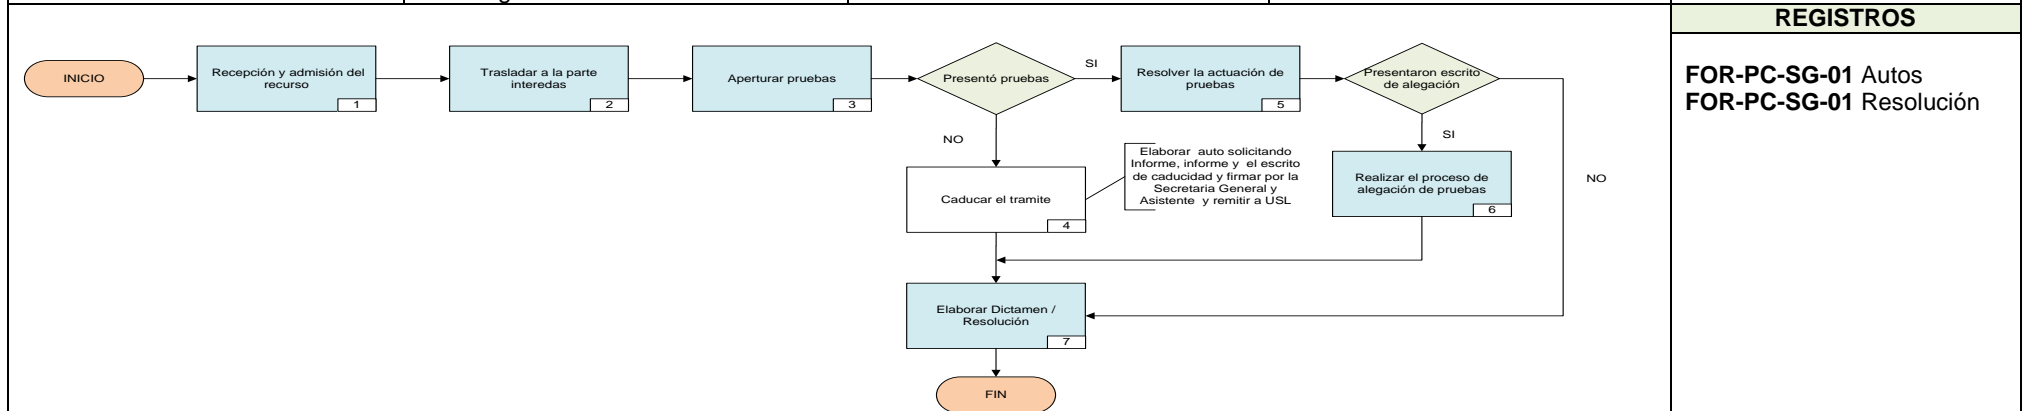 REGISTROS
FOR-PC-SG-01 Autos
FOR-PC-SG-01 Resolución
INICIO
Recepción y admisión del
recurso
1
Trasladar a la parte
interedas
2
Aperturar pruebas
3
Presentó pruebas
SI
NO
Resolver la actuación de
pruebas
5
Presentaron escrito
de alegación
SI
NO
Caducar el tramite
4
Elaborar auto solicitando
Informe, informe y el escrito
de caducidad y firmar por la
Secretaria General y
Asistente y remitir a USL
Realizar el proceso de
alegación de pruebas
6
Elaborar Dictamen /
Resolución
7
FIN